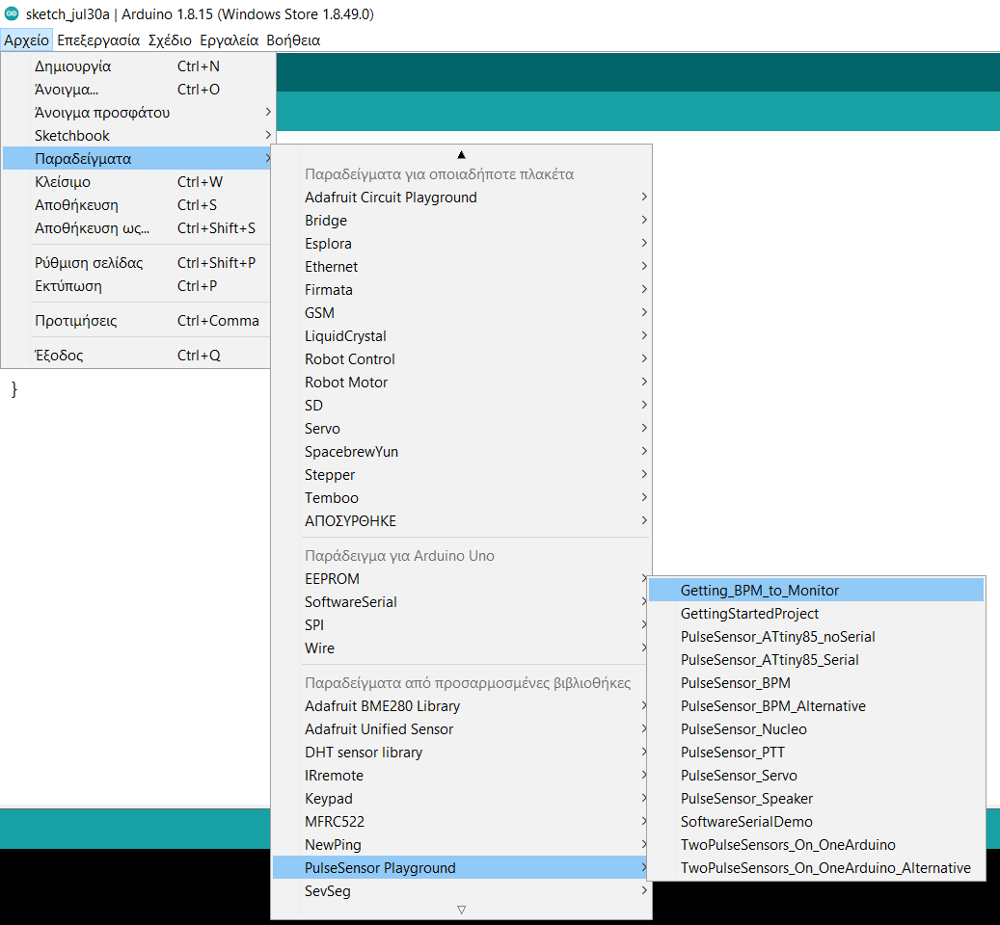 sketch_jul30a | Arduino 1.8.15 (Windows Store 1.8.49.0)
Αρχείο Επεξεργασία Σχέδιο Εργαλεία Βοήθεια
Δημιουργία Ctrl+N
Άνοιγμα... Ctrl+O
Άνοιγμα προσφάτου
Sketchbook
Παραδείγματα
Κλείσιμο Ctrl+W
Αποθήκευση Ctrl+S
Αποθήκευση ως... Ctrl+Shift+S
Ρύθμιση σελίδας Ctrl+Shift+P
Εκτύπωση Ctrl+P
Προτιμήσεις Ctrl+Comma
Έξοδος Ctrl+Q
}
Παραδείγματα για οποιαδήποτε πλακέτα
Adafruit Circuit Playground
Bridge
Esplora
Ethernet
Firmata
GSM
LiquidCrystal
Robot Control
Robot Motor
SD
Servo
SpacebrewYun
Stepper
Temboo
ΑΠΟΣΥΡΘΗΚΕ
Παράδειγμα για Arduino Uno
EEPROM
SoftwareSerial
SPI
Wire
Παραδείγματα από προσαρμοσμένες βιβλιοθήκες
Adafruit BME280 Library
Adafruit Unified Sensor
DHT sensor library
IRremote
Keypad
MFRC522
NewPing
PulseSensor Playground
SevSeg
Getting_BPM_to_Monitor
GettingStartedProject
PulseSensor_ATtiny85_noSerial
PulseSensor_ATtiny85_Serial
PulseSensor_BPM
PulseSensor_BPM_Alternative
PulseSensor_Nucleo
PulseSensor_PTT
PulseSensor_Servo
PulseSensor_Speaker
SoftwareSerialDemo
TwoPulseSensors_On_OneArduino
TwoPulseSensors_On_OneArduino_Alternative